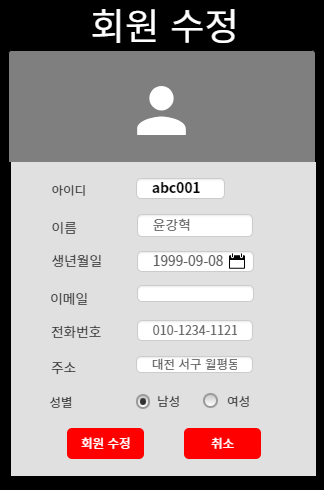 회원 수정
아이디 abc001
이름 윤강혁
생년월일 1999-09-08
이메일
전화번호 010-1234-1121
주소 대전 서구 월평동
성별 남성 여성
회원 수정 취소